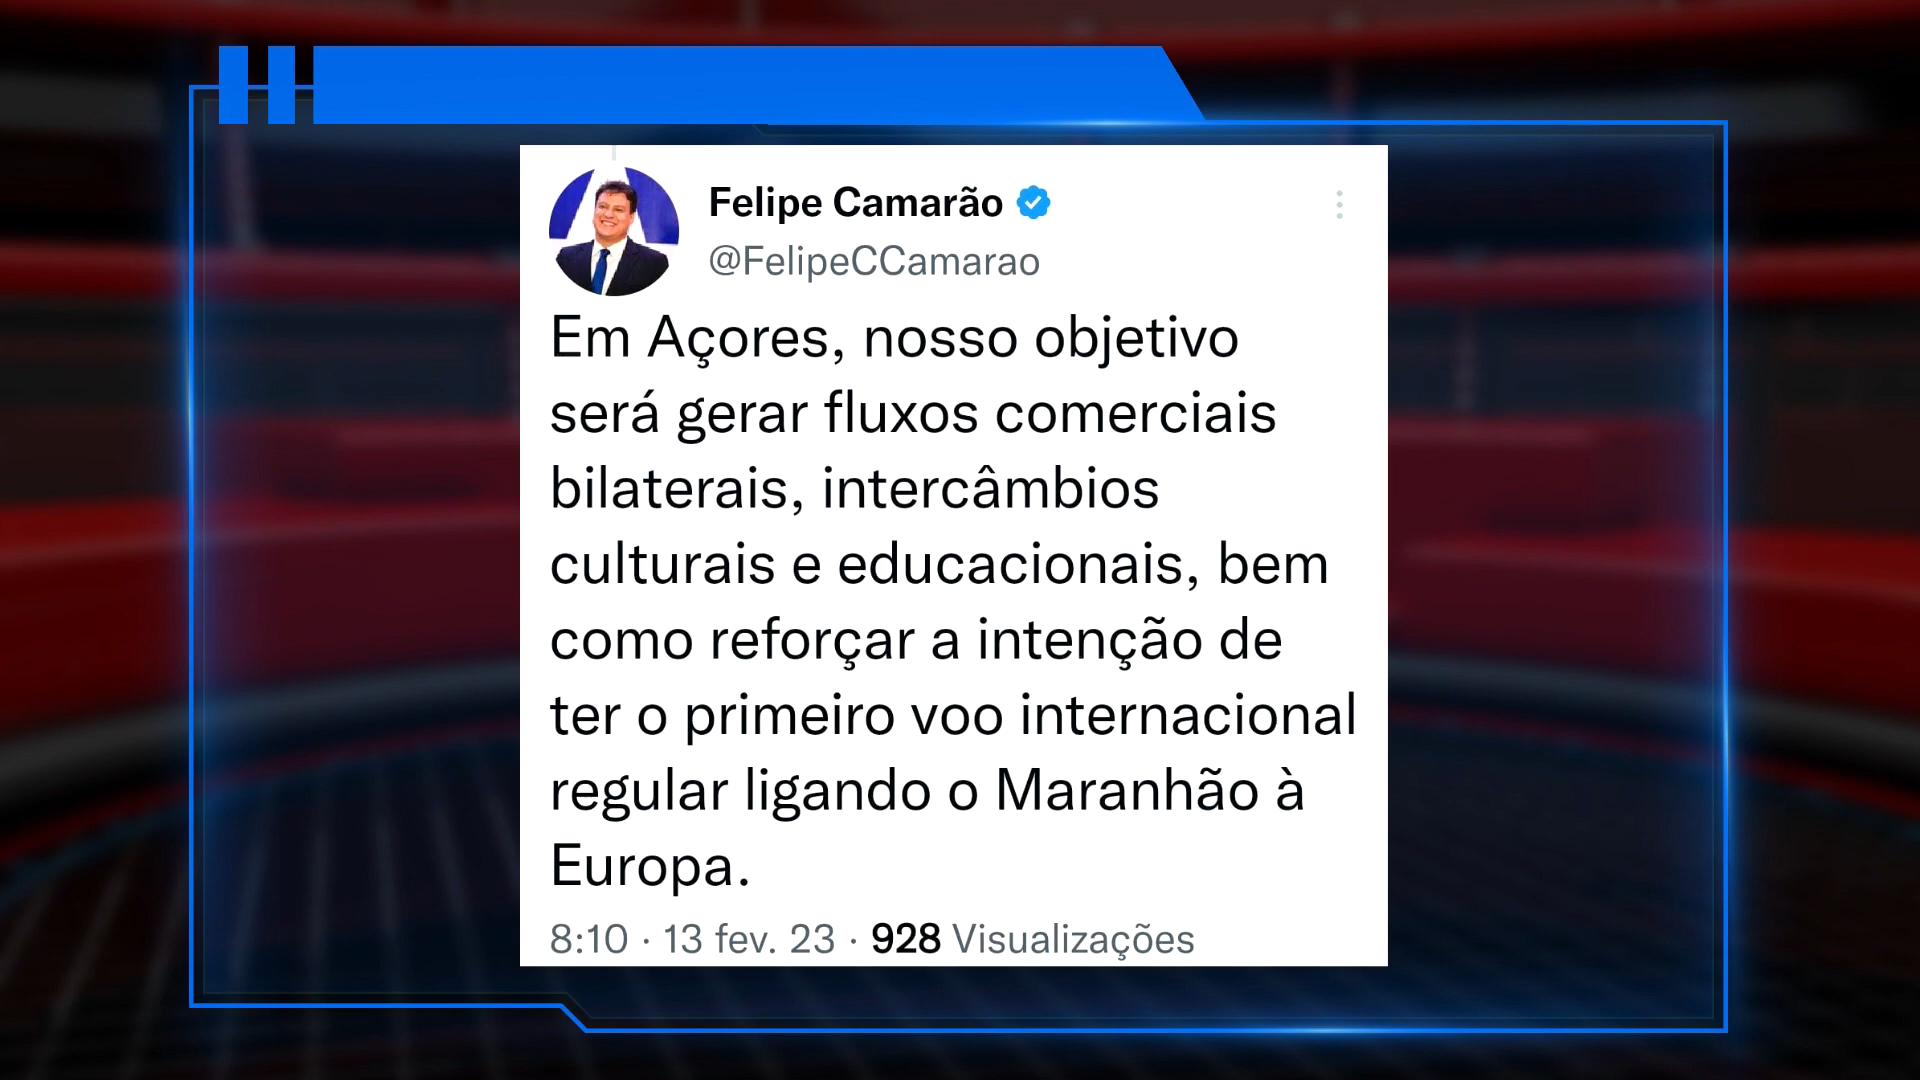 Felipe Camarão
@FelipeCCamarao
Em Açores, nosso objetivo
será gerar fluxos comerciais
bilaterais, intercâmbios
culturais e educacionais, bem
como reforçar a intenção de
ter o primeiro voo internacional
regular ligando o Maranhão à
Europa.
8:10 · 13 fev. 23 · 928 Visualizações